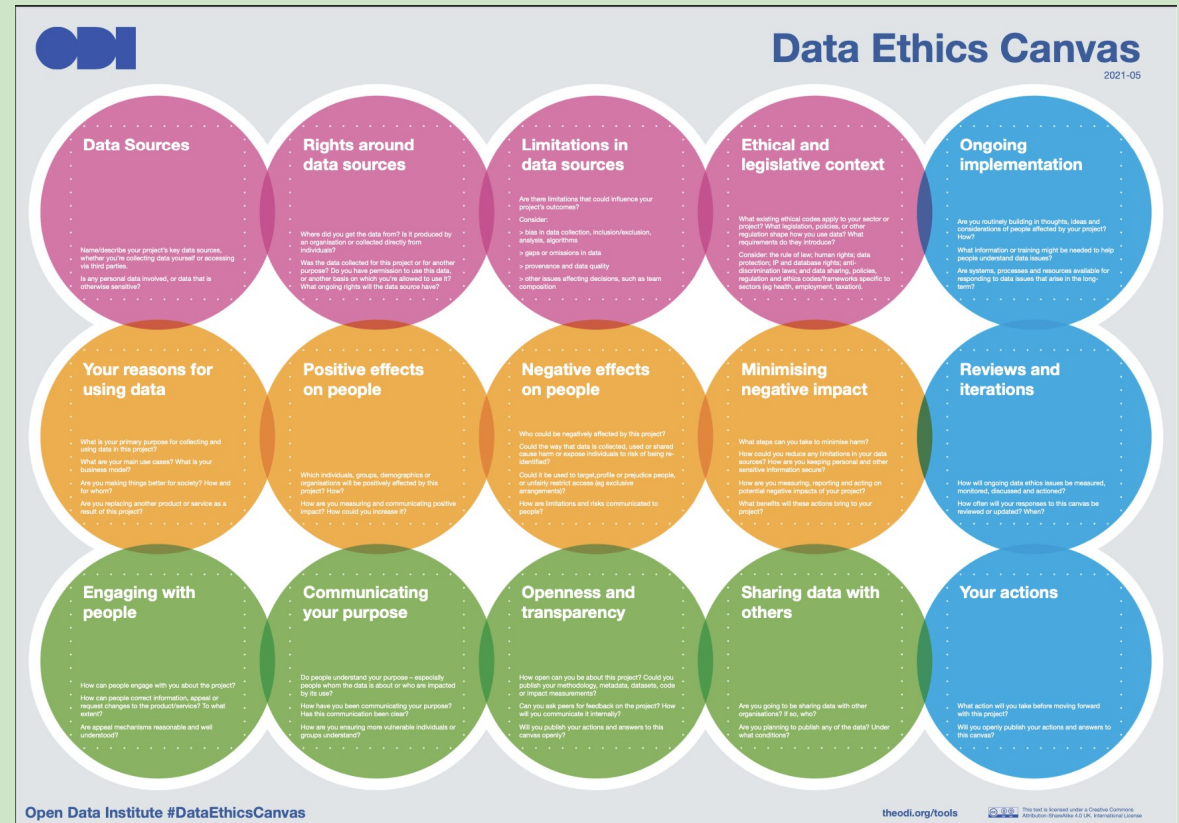 ODI
Data Ethics Canvas
2021-05
Data Sources
Name/describe your project's key data sources,
whether you're collecting data yourself or accessing
via third parties.
Is any personal data involved, or data that is
otherwise sensitive?
Rights around
data sources
Where did you get the data from? Is it produced by
an organisation or collected directly from
individuals?
Was the data collected for this project or for another
purpose? Do you have permission to use this data,
or another basis on which you're allowed to use it?
What ongoing rights will the data source have?
Limitations in
data sources
Are there limitations that could influence your
project's outcomes?
Consider:
> bias in data collection, inclusion/exclusion,
analysis, algorithms
> gaps or omissions in data
> provenance and data quality
> other issues affecting decisions, such as team
composition
Ethical and
legislative context
What existing ethical codes apply to your sector or
project? What legislation, policies, or other
regulation shape how you use data? What
requirements do they introduce?
Consider: the rule of law; human rights; data
protection; IP and database rights; anti-
discrimination laws; and data sharing, policies,
regulation and ethics codes/frameworks specific to
sectors (eg health, employment, taxation).
Ongoing
implementation
Are you routinely building in thoughts, ideas and
considerations of people affected by your project?
How?
What information or training might be needed to help
people understand data issues?
Are systems, processes and resources available for
responding to data issues that arise in the long-
term?
Your reasons for
using data
What is your primary purpose for collecting and
using data in this project?
What are your main use cases? What is your
business model?
Are you making things better for society? How and
for whom?
Are you replacing another product or service as a
result of this project?
Positive effects
on people
Which individuals, groups, demographics or
organisations will be positively affected by this
project? How?
How are you measuring and communicating positive
impact? How could you increase it?
Negative effects
on people
Who could be negatively affected by this project?
Could the way that data is collected, used or shared
cause harm or expose individuals to risk of being re-
identified?
Could it be used to target,profile or prejudice people,
or unfairly restrict access (eg exclusive
arrangements)?
How are limitations and risks communicated to
people?
Minimising
negative impact
What steps can you take to minimise harm?
How could you reduce any limitations in your data
sources? How are you keeping personal and other
sensitive information secure?
How are you measuring, reporting and acting on
potential negative impacts of your project?
What benefits will these actions bring to your
project?
Reviews and
iterations
How will ongoing data ethics issues be measured,
monitored, discussed and actioned?
How often will your responses to this canvas be
reviewed or updated? When?
Engaging with
people
How can people engage with you about the project?
How can people correct information, appeal or
request changes to the product/service? To what
extent?
Are appeal mechanisms reasonable and well
understood?
Communicating
your purpose
Do people understand your purpose – especially
people whom the data is about or who are impacted
by its use?
How have you been communicating your purpose?
Has this communication been clear?
How are you ensuring more vulnerable individuals or
groups understand?
Openness and
transparency
How open can you be about this project? Could you
publish your methodology, metadata, datasets, code
or impact measurements?
Can you ask peers for feedback on the project? How
will you communicate it internally?
Will you publish your actions and answers to this
canvas openly?
Sharing data with
others
Are you going to be sharing data with other
organisations? If so, who?
Are you planning to publish any of the data? Under
what conditions?
Your actions
What action will you take before moving forward
with this project?
Will you openly publish your actions and answers to
this canvas?
Open Data Institute #DataEthicsCanvas
theodi.org/tools
This text is licensed under a Creative Commons
Attribution-ShareAlike 4.0 UK. International License